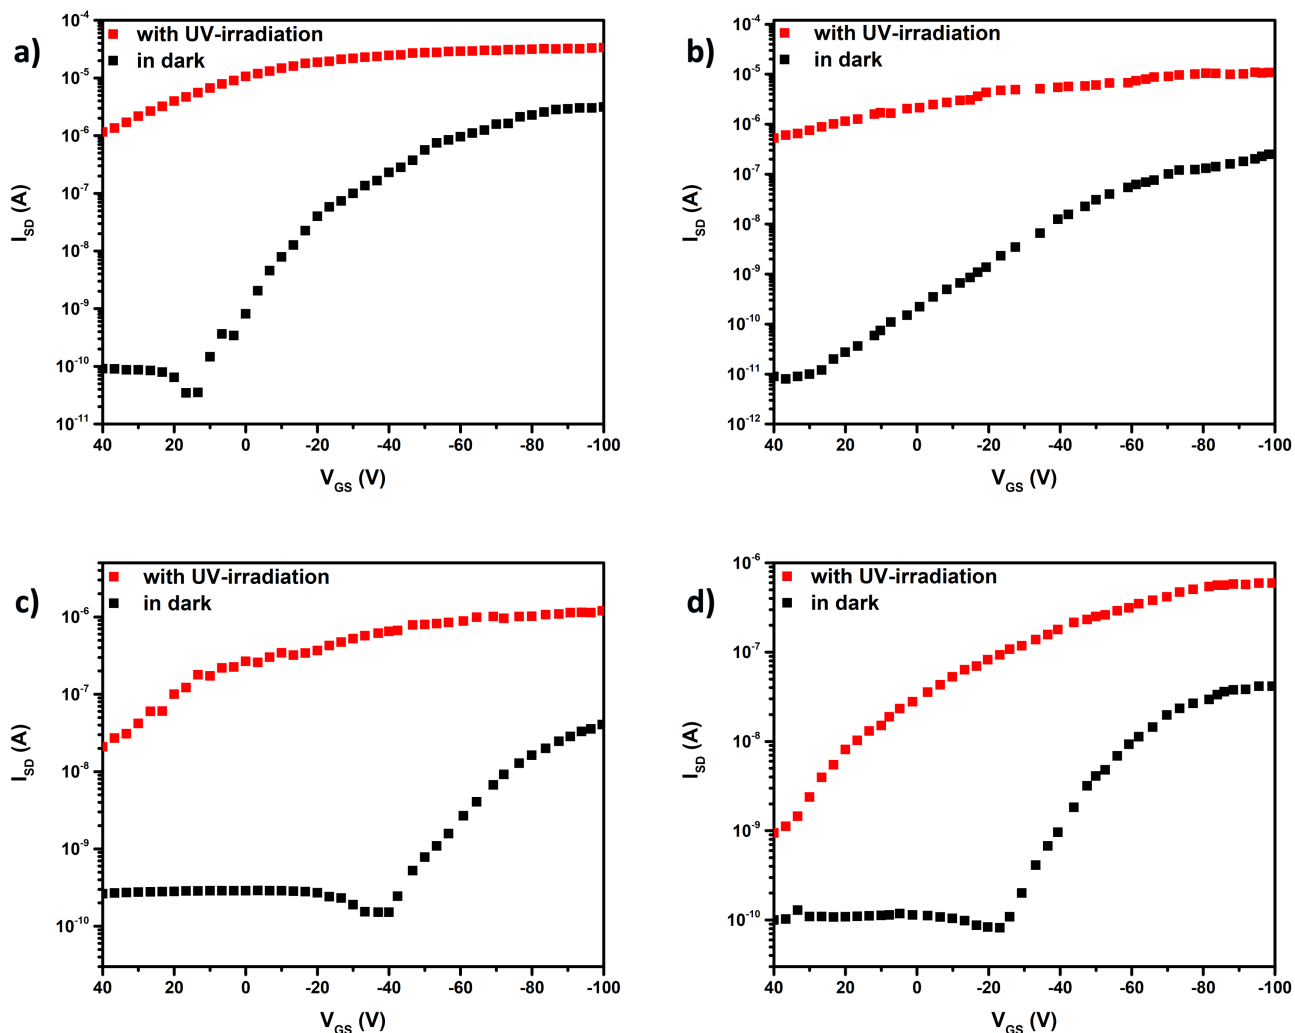 a)
with UV-irradiation
in dark
10⁻⁴
10⁻⁵
10⁻⁶
10⁻⁷
10⁻⁸
10⁻⁹
10⁻¹⁰
10⁻¹¹
I_SD (A)
40 20 0 -20 -40 -60 -80 -100
V_GS (V)
b)
with UV-irradiation
in dark
10⁻⁴
10⁻⁵
10⁻⁶
10⁻⁷
10⁻⁸
10⁻⁹
10⁻¹⁰
10⁻¹¹
10⁻¹²
I_SD (A)
40 20 0 -20 -40 -60 -80 -100
V_GS (V)
c)
with UV-irradiation
in dark
10⁻⁶
10⁻⁷
10⁻⁸
10⁻⁹
10⁻¹⁰
I_SD (A)
40 20 0 -20 -40 -60 -80 -100
V_GS (V)
d)
with UV-irradiation
in dark
10⁻⁶
10⁻⁷
10⁻⁸
10⁻⁹
10⁻¹⁰
I_SD (A)
40 20 0 -20 -40 -60 -80 -100
V_GS (V)